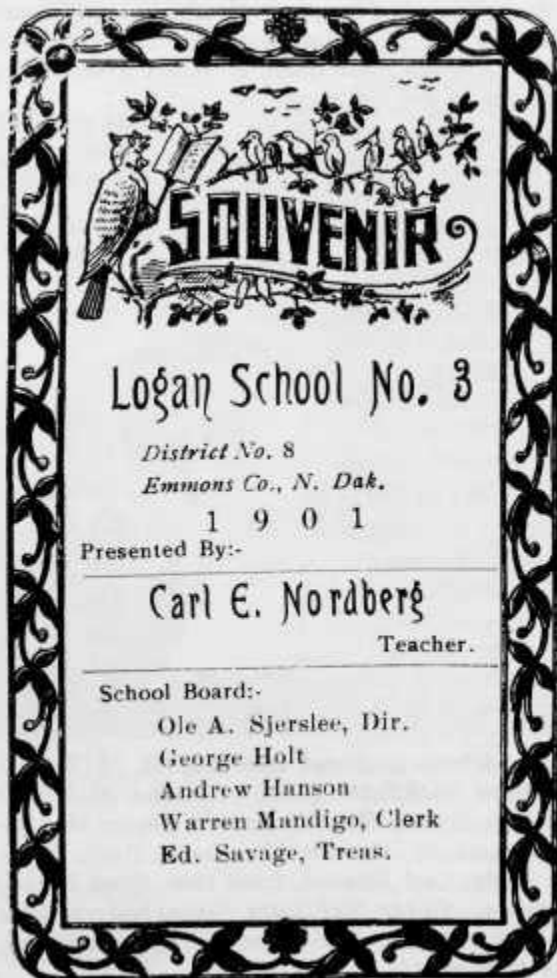 SOUVENIR
Logan School No. 3
District No. 8
Emmons Co., N. Dak.
1 9 0 1
Presented By:-
Carl E. Nordberg
Teacher.
School Board:-
Ole A. Sjerslee, Dir.
George Holt
Andrew Hanson
Warren Mandigo, Clerk
Ed. Savage, Treas.